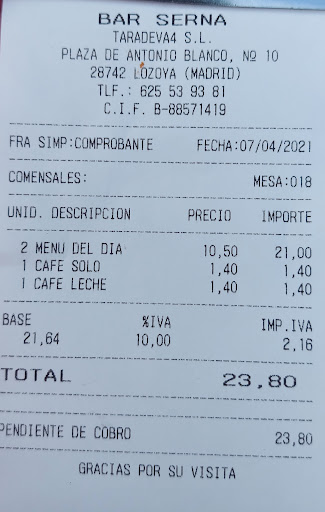 BAR SERNA
TARADEVA4 S.L.
PLAZA DE ANTONIO BLANCO, Nº 10
28742 LOZOYA (MADRID)
TLF.: 625 53 93 81
C.I.F. B-88571419
FRA SIMP:COMPROBANTE FECHA:07/04/2021
COMENSALES: MESA:018
UNID. DESCRIPCION PRECIO IMPORTE
2 MENU DEL DIA 10,50 21,00
1 CAFE SOLO 1,40 1,40
1 CAFE LECHE 1,40 1,40
BASE %IVA IMP.IVA
21,64 10,00 2,16
TOTAL 23,80
PENDIENTE DE COBRO 23,80
GRACIAS POR SU VISITA